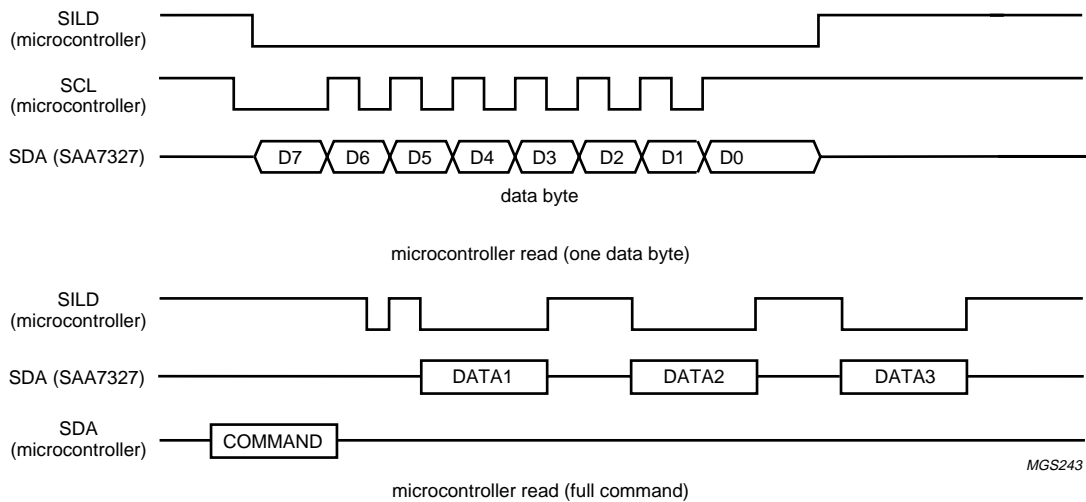 SILD
(microcontroller)
SCL
(microcontroller)
SDA (SAA7327)
D7 D6 D5 D4 D3 D2 D1 D0
data byte
microcontroller read (one data byte)
SILD
(microcontroller)
SDA (SAA7327)
DATA1 DATA2 DATA3
SDA
(microcontroller)
COMMAND
MGS243
microcontroller read (full command)